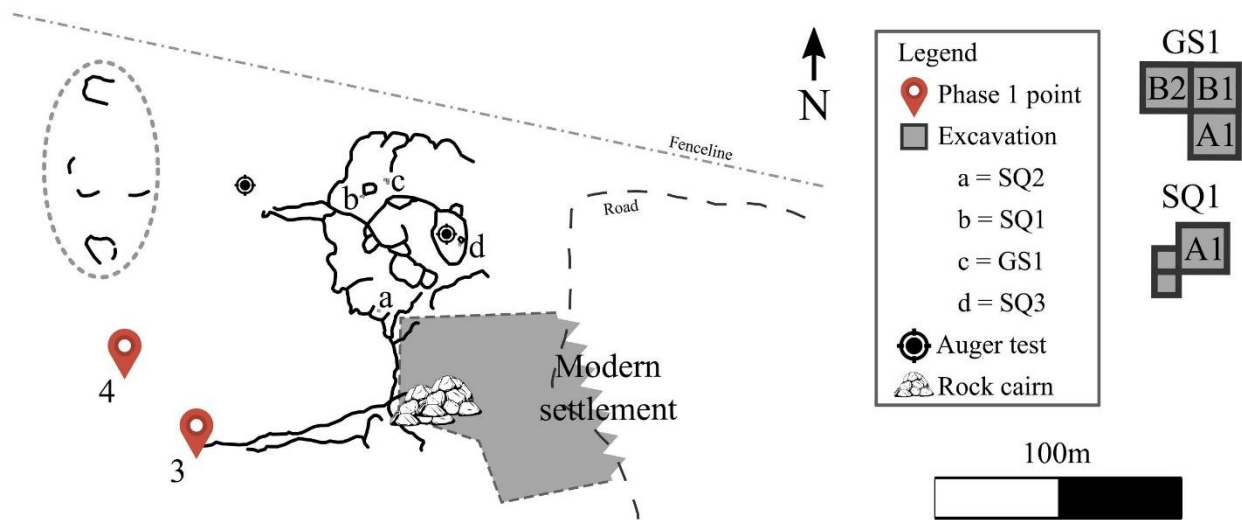 Fenceline
Road
b
c
d
a
Modern
settlement
4
3
N
Legend
Phase 1 point
Excavation
a = SQ2
b = SQ1
c = GS1
d = SQ3
Auger test
Rock cairn
GS1
B2 B1
A1
SQ1
A1
100m